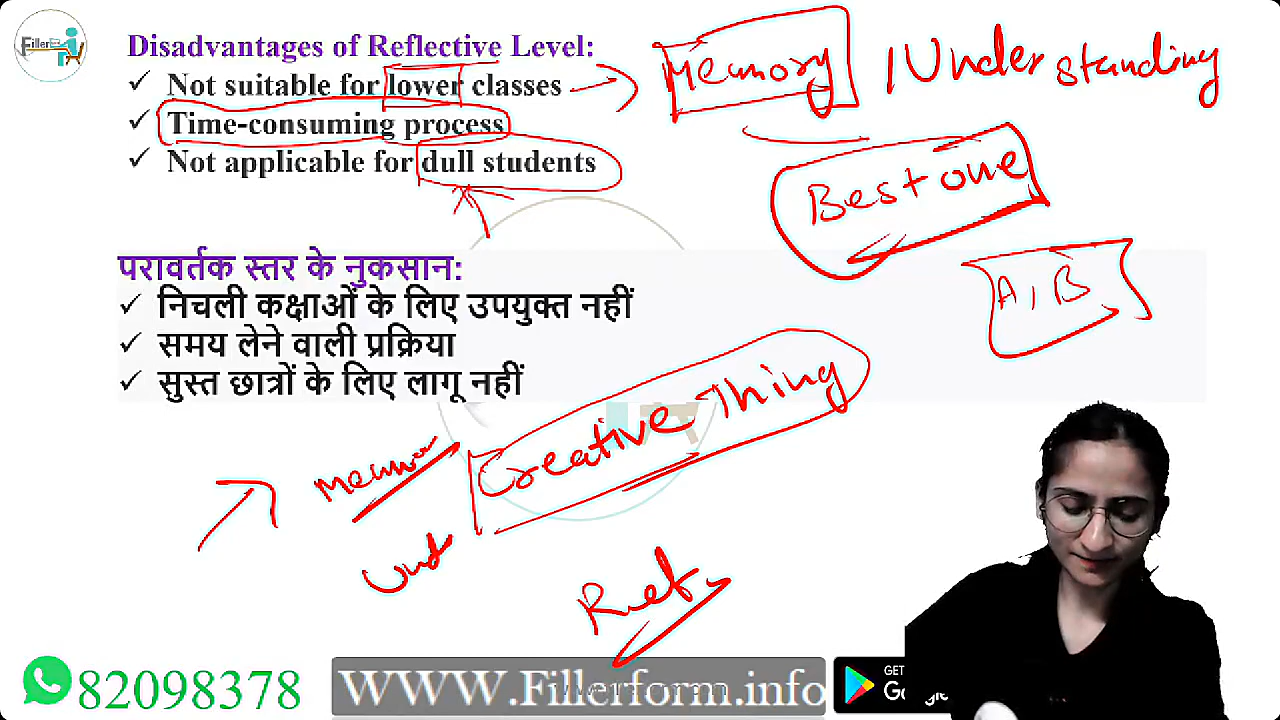 Filler
Disadvantages of Reflective Level:
✓ Not suitable for lower classes
✓ Time-consuming process
✓ Not applicable for dull students
Memory / Understanding
Best one
A, B
परावर्तक स्तर के नुकसान:
✓ निचली कक्षाओं के लिए उपयुक्त नहीं
✓ समय लेने वाली प्रक्रिया
✓ सुस्त छात्रों के लिए लागू नहीं
Creative Thing
Und
82098378
WWW.Fillerform.info
GET